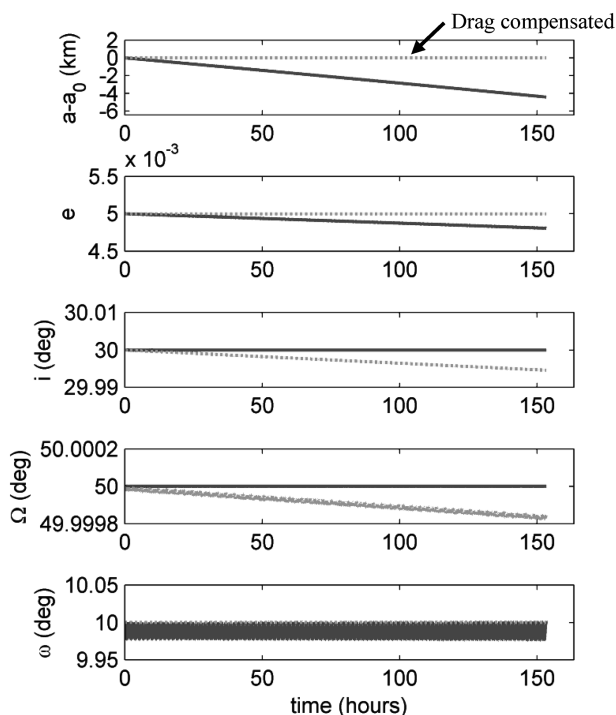 Drag compensated
2
0
-2
-4
-6
a-a0 (km)
0 50 100 150
x 10-3
5.5
5
4.5
e
0 50 100 150
30.01
30
29.99
i (deg)
0 50 100 150
50.0002
50
49.9998
Ω (deg)
0 50 100 150
10.05
10
9.95
ω (deg)
0 50 100 150
time (hours)